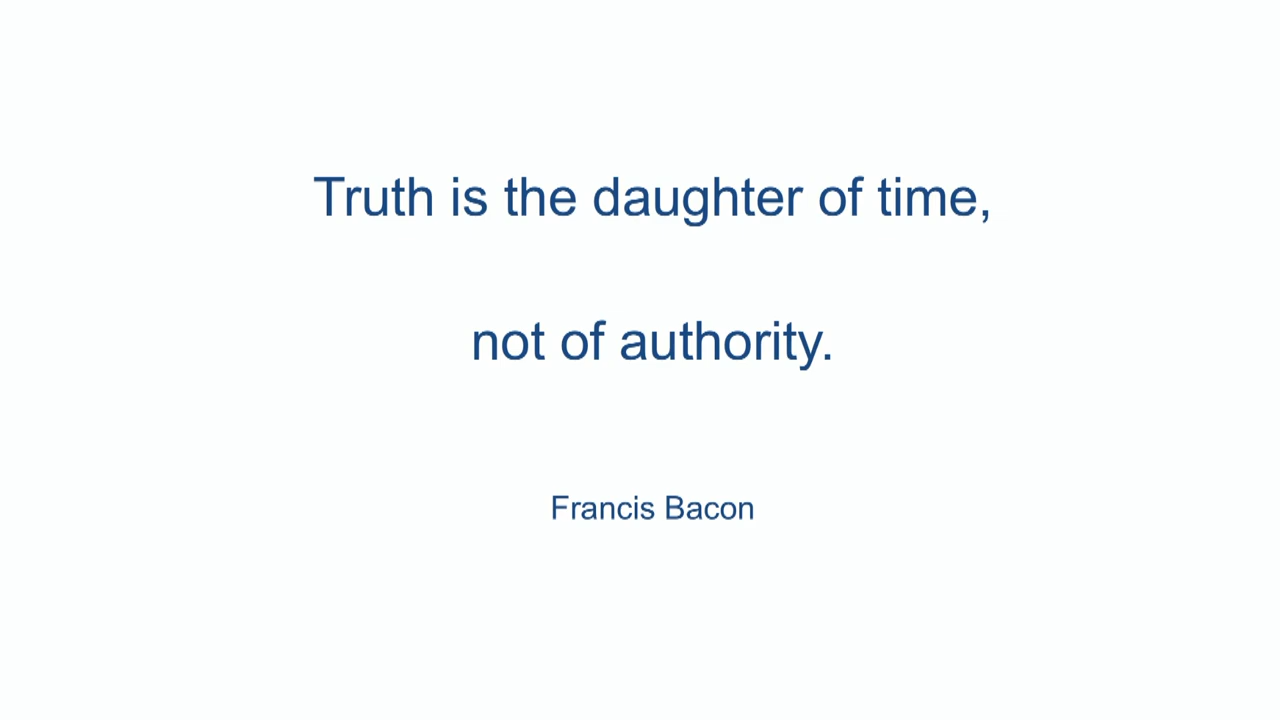 Truth is the daughter of time,
not of authority.
Francis Bacon